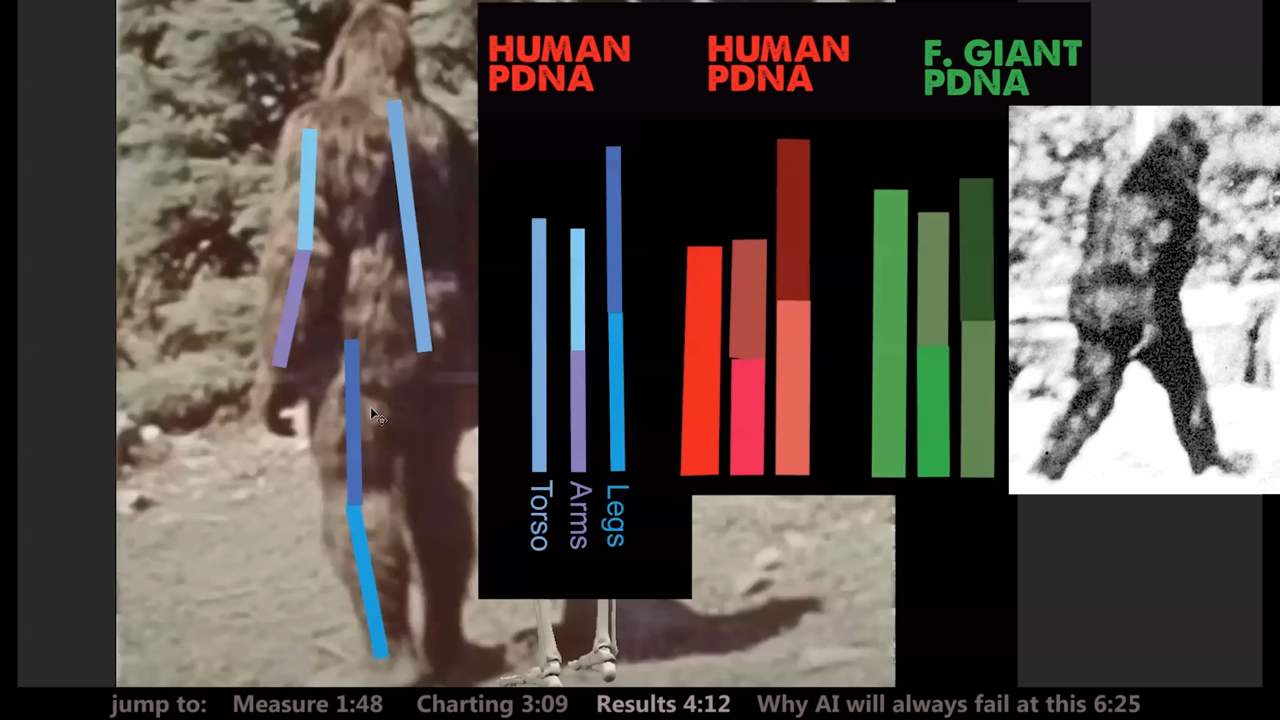 HUMAN
PDNA
HUMAN
PDNA
F. GIANT
PDNA
Torso
Arms
Legs
jump to: Measure 1:48 Charting 3:09 Results 4:12 Why AI will always fail at this 6:25